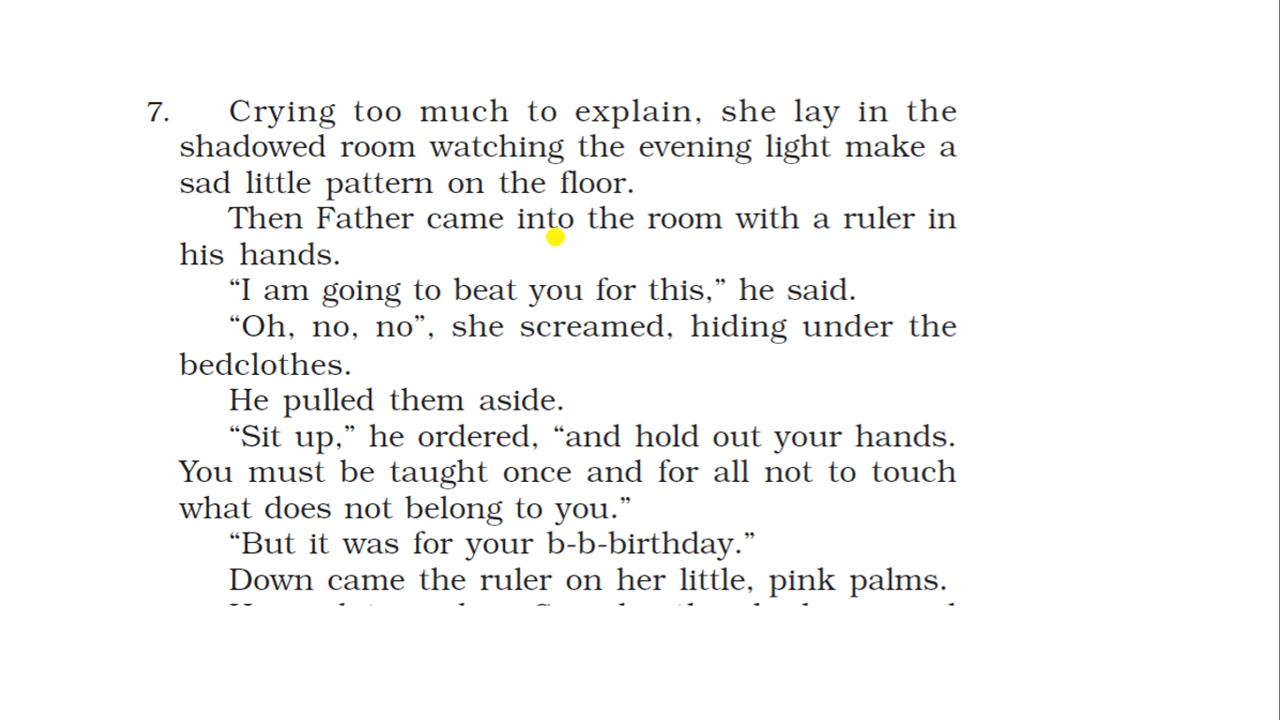 7. Crying too much to explain, she lay in the
shadowed room watching the evening light make a
sad little pattern on the floor.
Then Father came into the room with a ruler in
his hands.
“I am going to beat you for this,” he said.
“Oh, no, no”, she screamed, hiding under the
bedclothes.
He pulled them aside.
“Sit up,” he ordered, “and hold out your hands.
You must be taught once and for all not to touch
what does not belong to you.”
“But it was for your b-b-birthday.”
Down came the ruler on her little, pink palms.